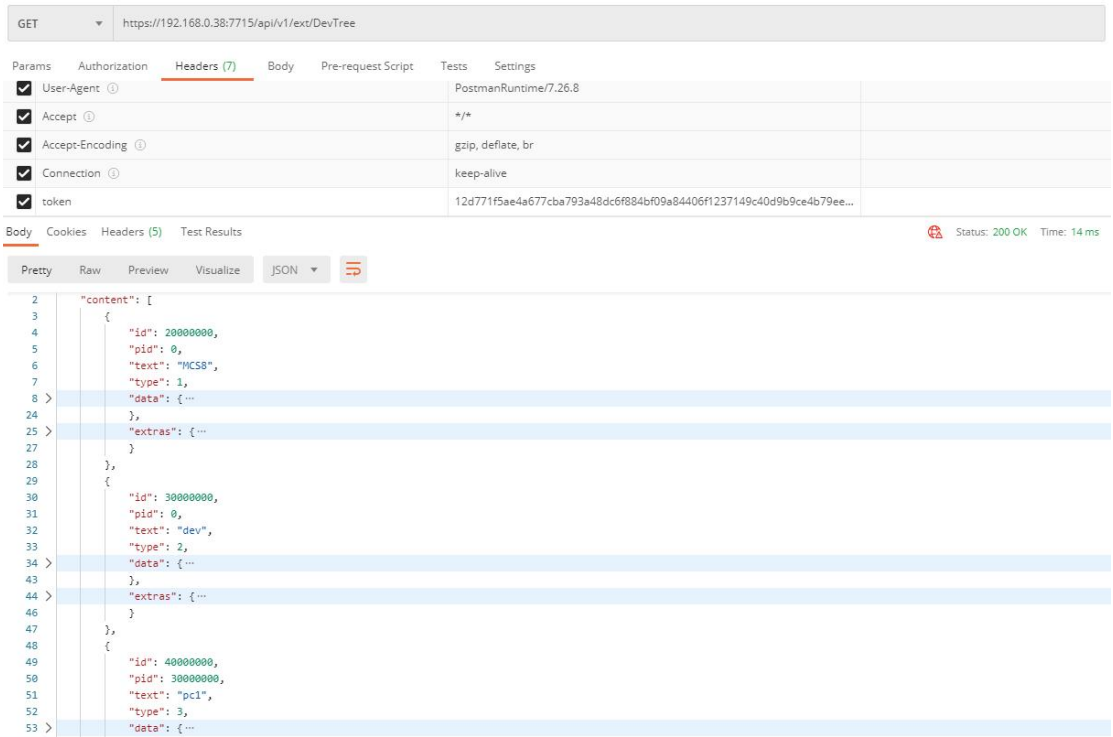 GET https://192.168.0.38:7715/api/v1/ext/DevTree
Params Authorization Headers (7) Body Pre-request Script Tests Settings
User-Agent PostmanRuntime/7.26.8
Accept */*
Accept-Encoding gzip, deflate, br
Connection keep-alive
token 12d771f5ae4a677cba793a48dc6f884bf09a84406f1237149c40d9b9ce4b79ee...
Body Cookies Headers (5) Test Results Status: 200 OK Time: 14 ms
Pretty Raw Preview Visualize JSON
2 "content": [
3 {
4 "id": 20000000,
5 "pid": 0,
6 "text": "MCS8",
7 "type": 1,
8 > "data": {...
24 },
25 > "extras": {...
27 }
28 },
29 {
30 "id": 30000000,
31 "pid": 0,
32 "text": "dev",
33 "type": 2,
34 > "data": {...
43 },
44 > "extras": {...
46 }
47 },
48 {
49 "id": 40000000,
50 "pid": 30000000,
51 "text": "pc1",
52 "type": 3,
53 > "data": {...